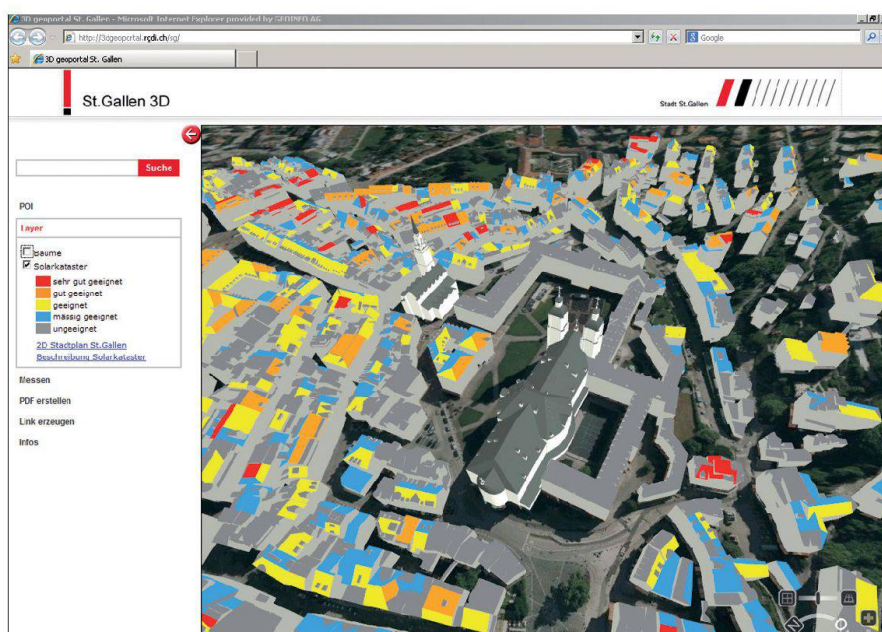 3D geoportal St. Gallen - Microsoft Internet Explorer provided by GEOINFO AG
http://3dgeoportal.rgdi.ch/sg/
Google
3D geoportal St. Gallen
St.Gallen 3D
Stadt St.Gallen
Suche
POI
Layer
Bäume
Solarkataster
sehr gut geeignet
gut geeignet
geeignet
mässig geeignet
ungeeignet
2D Stadtplan St.Gallen
Beschreibung Solarkataster
Messen
PDF erstellen
Link erzeugen
Infos